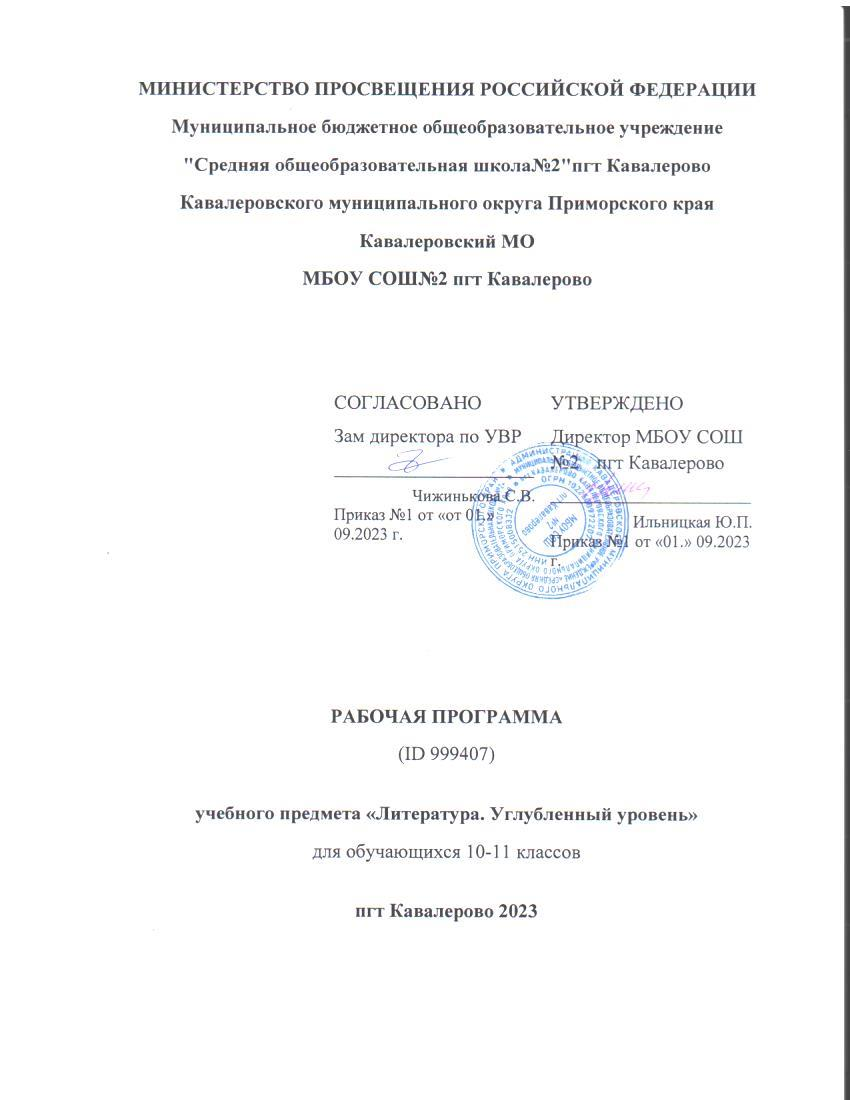 МИНИСТЕРСТВО ПРОСВЕЩЕНИЯ РОССИЙСКОЙ ФЕДЕРАЦИИ
Муниципальное бюджетное общеобразовательное учреждение
"Средняя общеобразовательная школа№2"пгт Кавалерово
Кавалеровского муниципального округа Приморского края
Кавалеровский МО
МБОУ СОШ№2 пгт Кавалерово
СОГЛАСОВАНО
Зам директора по УВР
Чижинькова С.В.
Приказ №1 от «от 01.»
09.2023 г.
УТВЕРЖДЕНО
Директор МБОУ СОШ
№2 пгт Кавалерово
Ильницкая Ю.П.
Приказ №1 от «01.» 09.2023
г.
РАБОЧАЯ ПРОГРАММА
(ID 999407)
учебного предмета «Литература. Углубленный уровень»
для обучающихся 10-11 классов
пгт Кавалерово 2023